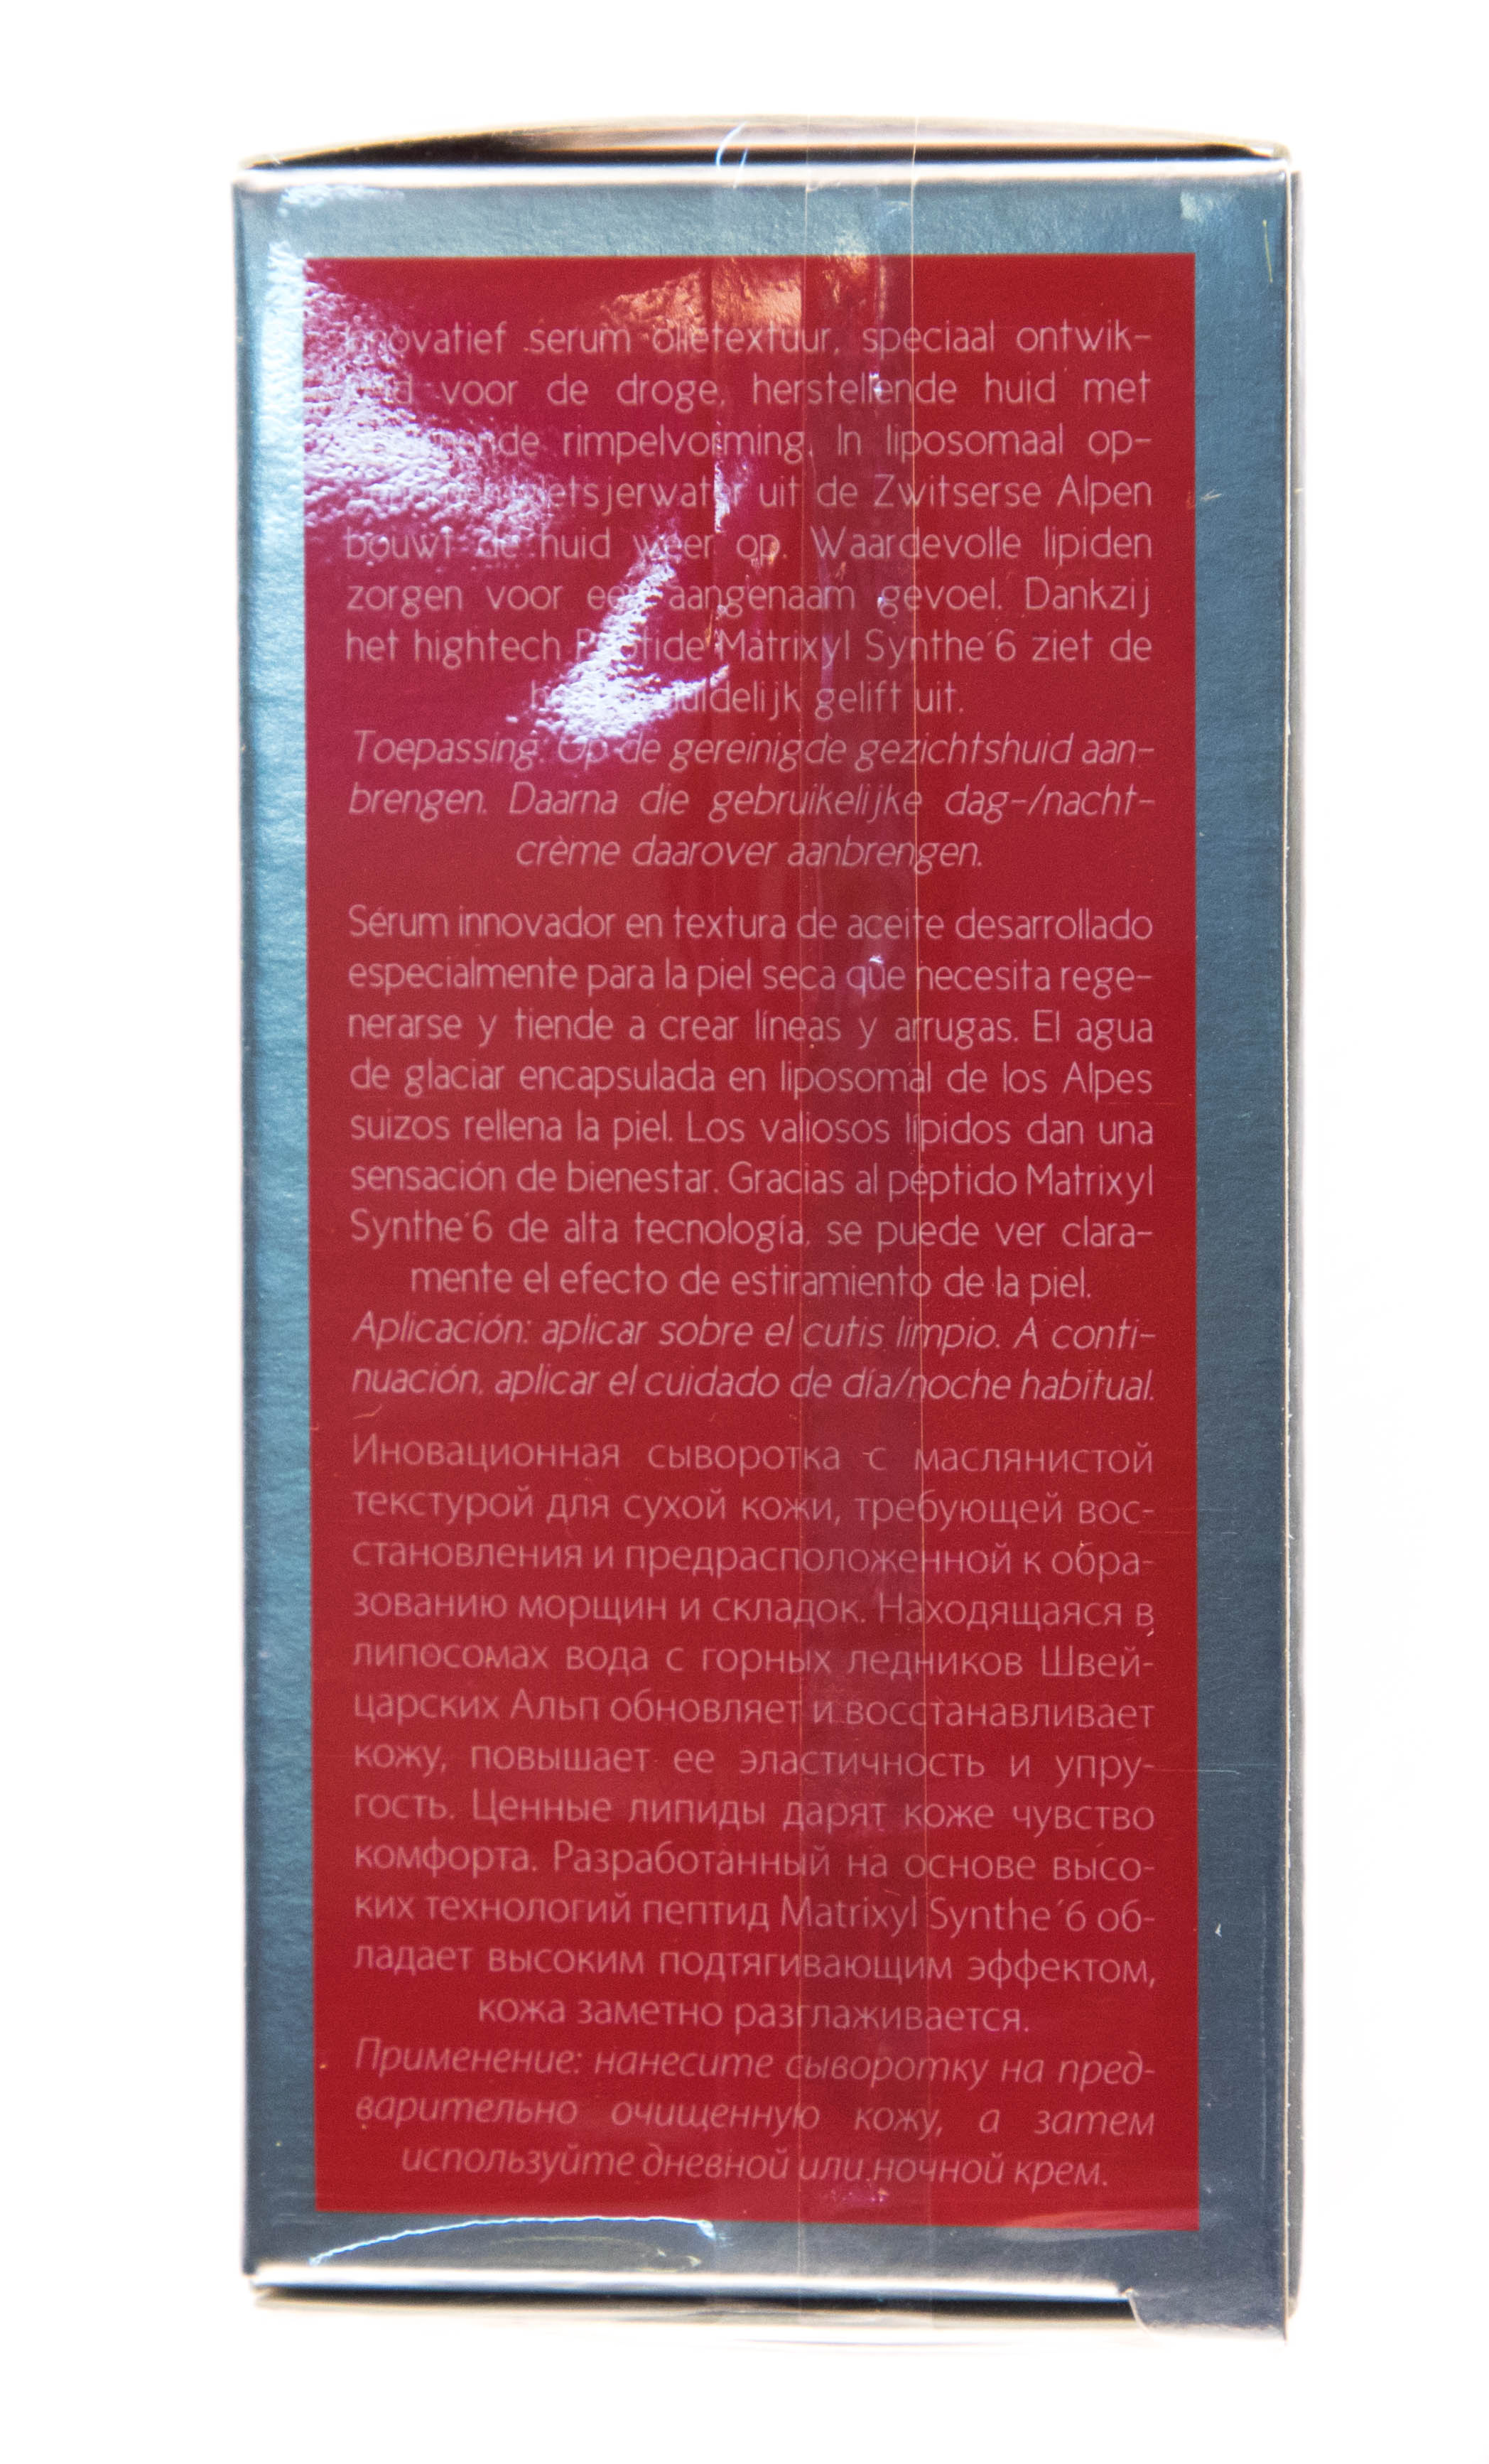 serum olietextuur, speciaal ontwik-
voor de droge, herstellende huid met
rimpelvorming. In liposomaal op-
uit de Zwitserse Alpen
bouwt de huid weer op. Waardevolle lipiden
zorgen voor een aangenaam gevoel. Dankzij
het hightech Peptide Matrixyl Synthe´6 ziet de
gelift uit.
Toepassing: Op de gereinigde gezichtshuid aan-
brengen. Daarna die gebruikelijke dag-/nacht-
crème daarover aanbrengen.
Sérum innovador en textura de aceite desarrollado
especialmente para la piel seca que necesita rege-
nerarse y tiende a crear líneas y arrugas. El agua
de glaciar encapsulada en liposomal de los Alpes
suizos rellena la piel. Los valiosos lípidos dan una
sensación de bienestar. Gracias al péptido Matrixyl
Synthe´6 de alta tecnología, se puede ver clara-
mente el efecto de estiramiento de la piel.
Aplicación: aplicar sobre el cutis limpio. A conti-
nuación, aplicar el cuidado de día/noche habitual.
Иновационная сыворотка с маслянистой
текстурой для сухой кожи, требующей вос-
становления и предрасположенной к обра-
зованию морщин и складок. Находящаяся в
липосомах вода с горных ледников Швей-
царских Альп обновляет и восстанавливает
кожу, повышает ее эластичность и упру-
гость. Ценные липиды дарят коже чувство
комфорта. Разработанный на основе высо-
ких технологий пептид Matrixyl Synthe´6 об-
ладает высоким подтягивающим эффектом,
кожа заметно разглаживается.
Применение: нанесите сыворотку на пред-
варительно очищенную кожу, а затем
используйте дневной или ночной крем.